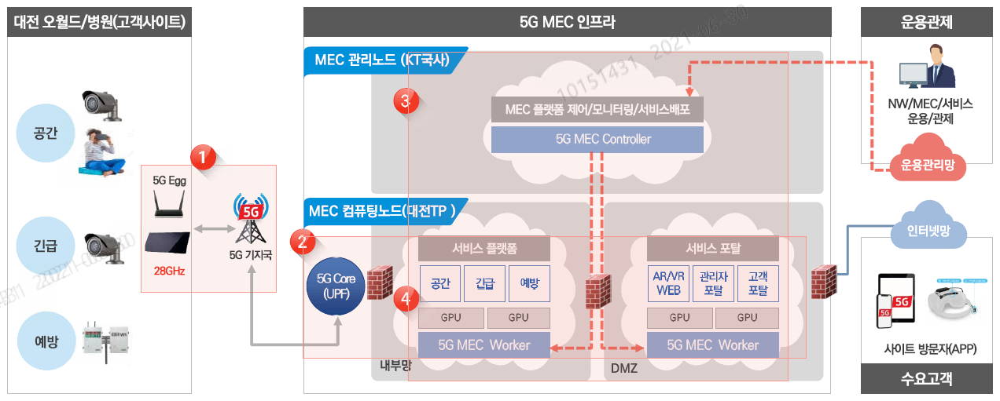 대전 오월드/병원(고객사이트)
공간
긴급
예방
1
5G Egg
28GHz
5G
5G 기지국
5G MEC 인프라
MEC 관리노드 (KT국사)
3
MEC 플랫폼 제어/모니터링/서비스배포
5G MEC Controller
10151431 2021-06-30
MEC 컴퓨팅노드(대전TP )
2
5G Core
(UPF)
4
서비스 플랫폼
공간
긴급
예방
GPU
GPU
5G MEC Worker
내부망
서비스 포탈
AR/VR
WEB
관리자
포탈
고객
포탈
GPU
GPU
5G MEC Worker
DMZ
운용관제
NW/MEC/서비스
운용/관제
운용관리망
인터넷망
5G
5G
사이트 방문자(APP)
수요고객